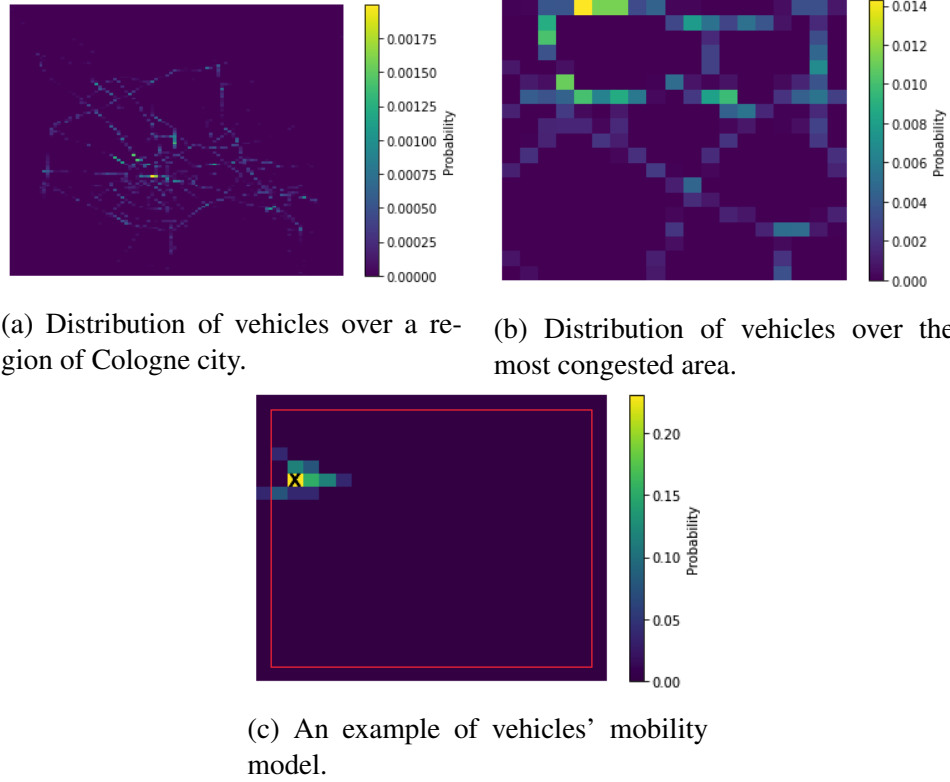 0.00175
0.00150
0.00125
0.00100
0.00075
0.00050
0.00025
0.00000
Probability
0.014
0.012
0.010
0.008
0.006
0.004
0.002
0.000
Probability
(a) Distribution of vehicles over a re-
gion of Cologne city.
(b) Distribution of vehicles over the
most congested area.
X
0.20
0.15
0.10
0.05
0.00
Probability
(c) An example of vehicles’ mobility
model.